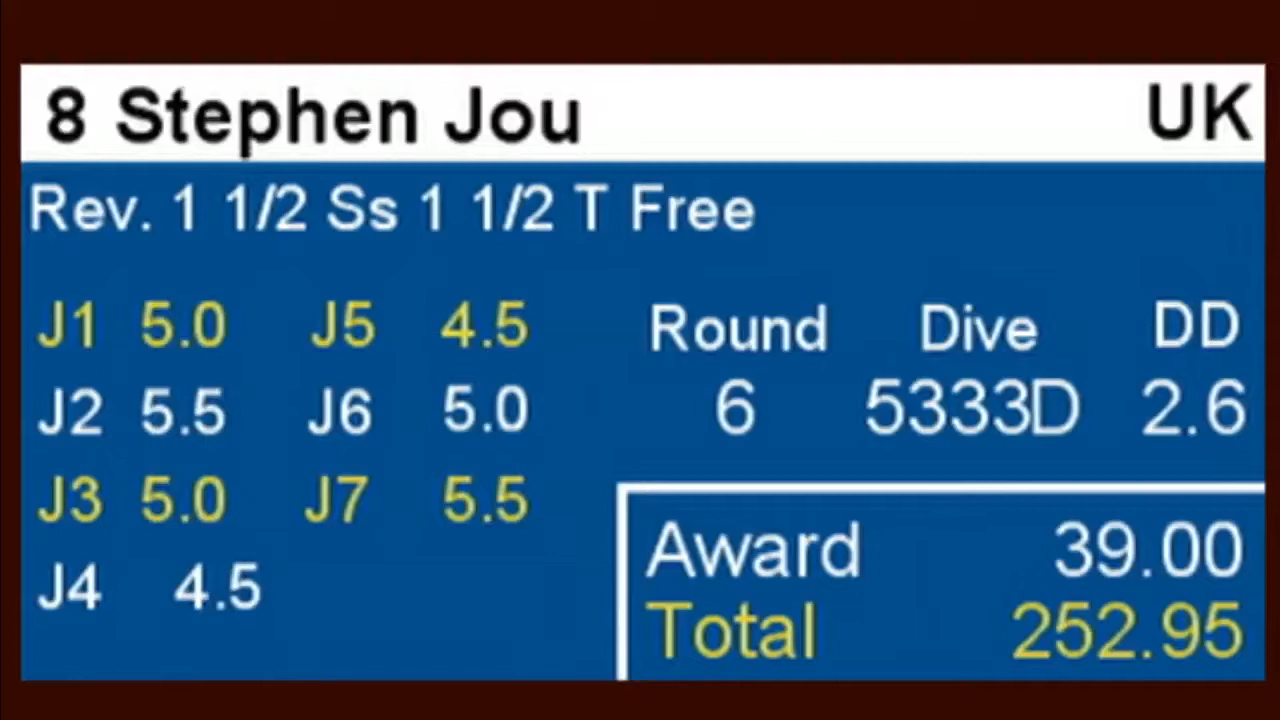 8 Stephen Jou UK
Rev. 1 1/2 Ss 1 1/2 T Free
J1 5.0 J5 4.5 Round Dive DD
J2 5.5 J6 5.0 6 5333D 2.6
J3 5.0 J7 5.5
Award 39.00
J4 4.5
Total 252.95